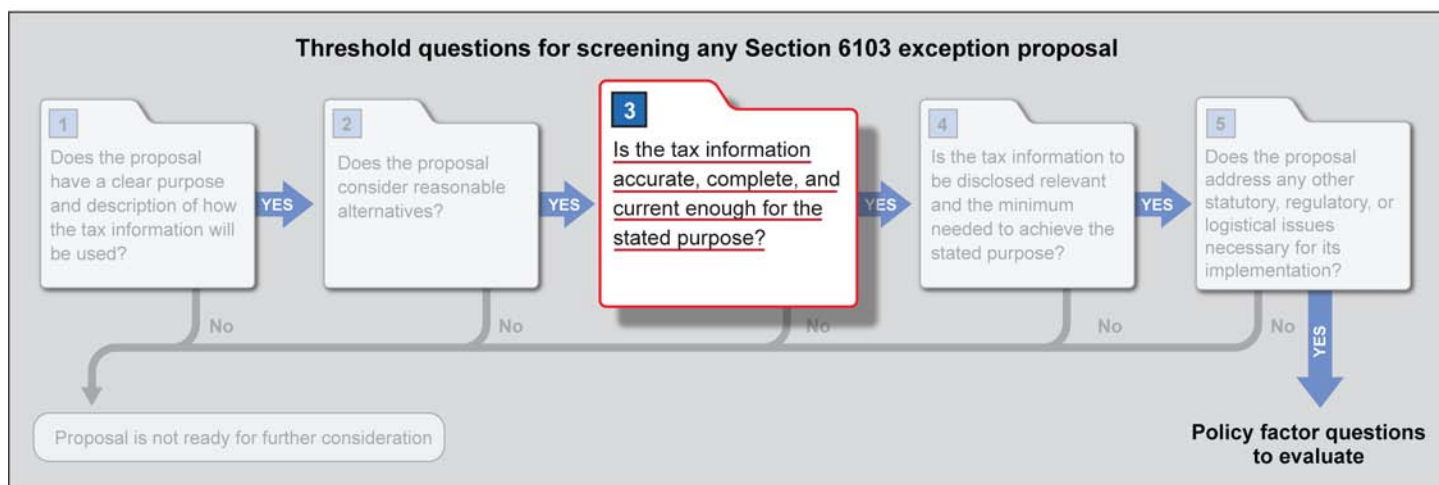 Threshold questions for screening any Section 6103 exception proposal
1
Does the proposal
have a clear purpose
and description of how
the tax information will
be used?
YES
2
Does the proposal
consider reasonable
alternatives?
YES
3
Is the tax information
accurate, complete, and
current enough for the
stated purpose?
YES
4
Is the tax information to
be disclosed relevant
and the minimum
needed to achieve the
stated purpose?
YES
5
Does the proposal
address any other
statutory, regulatory, or
logistical issues
necessary for its
implementation?
No
No
No
No
No
YES
Proposal is not ready for further consideration
Policy factor questions
to evaluate